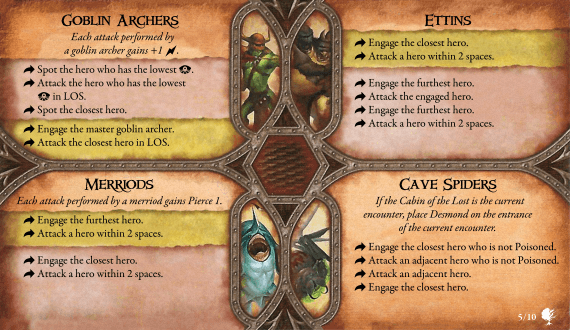 Goblin Archers
Each attack performed by
a goblin archer gains +1 .
Spot the hero who has the lowest .
Attack the hero who has the lowest
in LOS.
Spot the closest hero.
Engage the master goblin archer.
Attack the closest hero in LOS.
Ettins
Engage the closest hero.
Attack a hero within 2 spaces.
Engage the furthest hero.
Attack the engaged hero.
Engage the furthest hero.
Attack a hero within 2 spaces.
Merriods
Each attack performed by a merriod gains Pierce 1.
Engage the furthest hero.
Attack a hero within 2 spaces.
Engage the closest hero.
Attack a hero within 2 spaces.
Cave Spiders
If the Cabin of the Lost is the current
encounter, place Desmond on the entrance
of the current encounter.
Engage the closest hero who is not Poisoned.
Attack an adjacent hero who is not Poisoned.
Attack an adjacent hero.
Engage the closest hero.
5/10